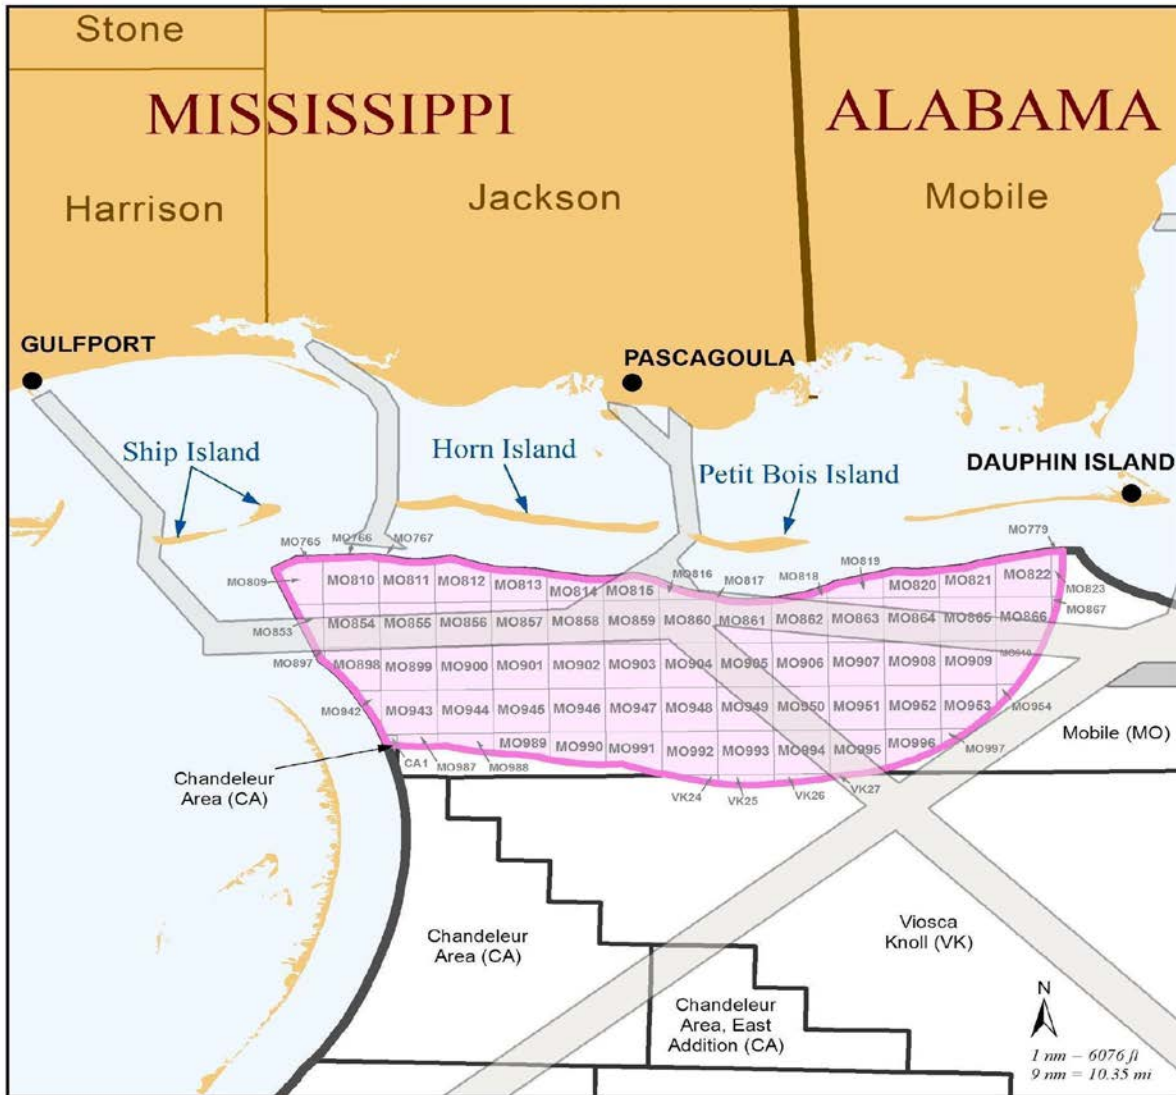 Stone
MISSISSIPPI
ALABAMA
Harrison
Jackson
Mobile
GULFPORT
PASCAGOULA
Ship Island
Horn Island
Petit Bois Island
DAUPHIN ISLAND
MO765
MO766
MO767
MO816
MO817
MO818
MO819
MO779
MO809
MO810
MO811
MO812
MO813
MO814
MO815
MO820
MO821
MO822
MO823
MO867
MO853
MO854
MO855
MO856
MO857
MO858
MO859
MO860
MO861
MO862
MO863
MO864
MO865
MO866
MO897
MO898
MO899
MO900
MO901
MO902
MO903
MO904
MO905
MO906
MO907
MO908
MO909
MO910
MO942
MO943
MO944
MO945
MO946
MO947
MO948
MO949
MO950
MO951
MO952
MO953
MO954
CA1
MO987
MO988
MO989
MO990
MO991
MO992
MO993
MO994
MO995
MO996
MO997
Mobile (MO)
VK24
VK25
VK26
VK27
Chandeleur
Area (CA)
Chandeleur
Area (CA)
Viosca
Knoll (VK)
Chandeleur
Area, East
Addition (CA)
N
1 nm = 6076 ft
9 nm = 10.35 mi